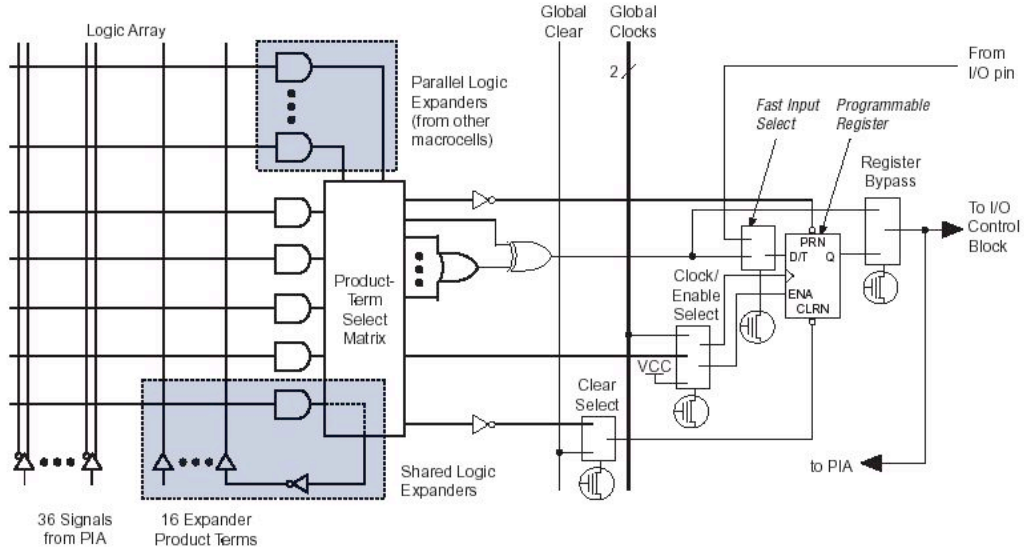 Logic Array
Global
Clear
Global
Clocks
2
Parallel Logic
Expanders
(from other
macrocells)
From
I/O pin
Fast Input
Select
Programmable
Register
Register
Bypass
To I/O
Control
Block
Product-
Term
Select
Matrix
PRN
D/T
Q
ENA
CLRN
Clock/
Enable
Select
VCC
Clear
Select
Shared Logic
Expanders
to PIA
36 Signals
from PIA
16 Expander
Product Terms